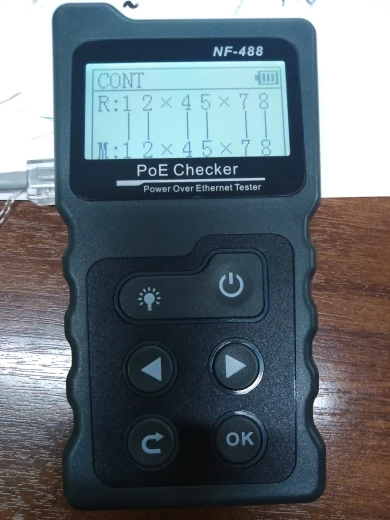 NF-488
CONT
R:1 2 × 4 5 × 7 8
M:1 2 × 4 5 × 7 8
PoE Checker
Power Over Ethernet Tester
OK